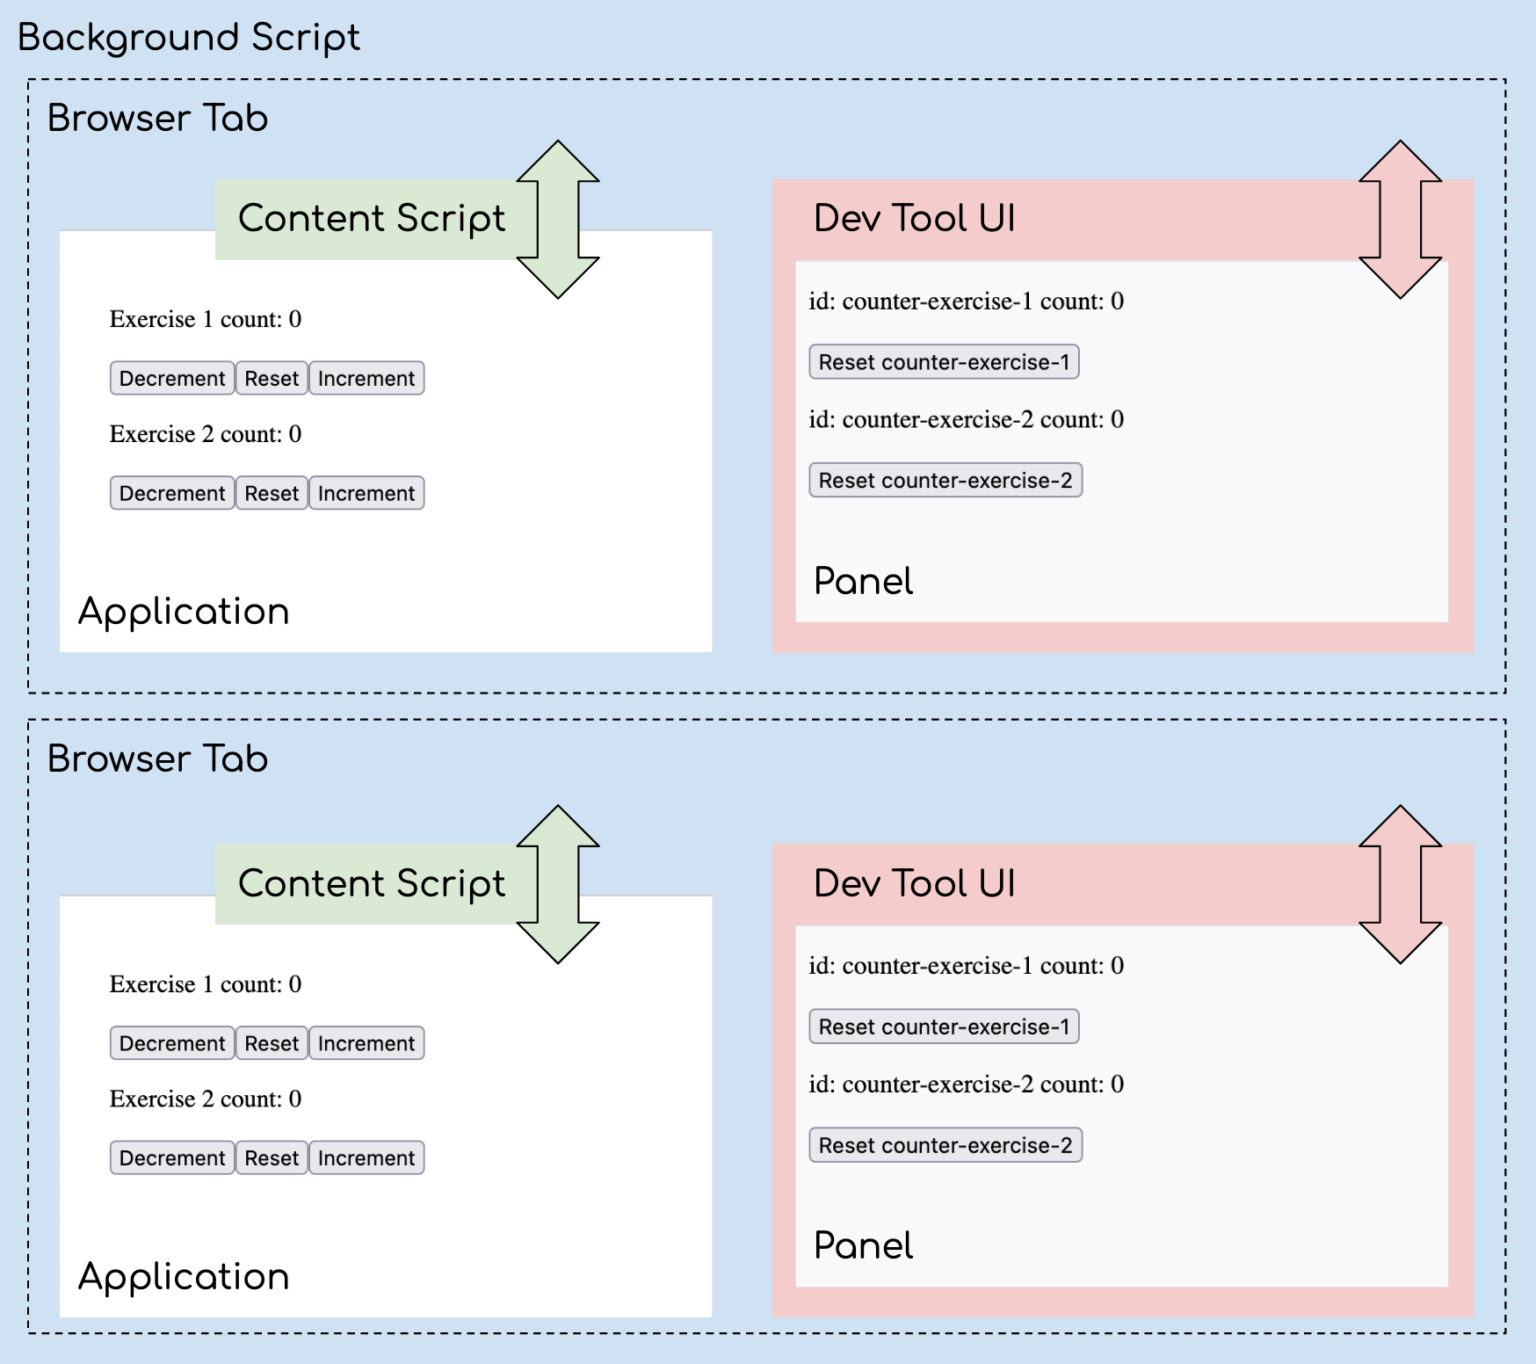 Background Script
Browser Tab
Content Script
Exercise 1 count: 0
Decrement Reset Increment
Exercise 2 count: 0
Decrement Reset Increment
Application
Dev Tool UI
id: counter-exercise-1 count: 0
Reset counter-exercise-1
id: counter-exercise-2 count: 0
Reset counter-exercise-2
Panel
Browser Tab
Content Script
Exercise 1 count: 0
Decrement Reset Increment
Exercise 2 count: 0
Decrement Reset Increment
Application
Dev Tool UI
id: counter-exercise-1 count: 0
Reset counter-exercise-1
id: counter-exercise-2 count: 0
Reset counter-exercise-2
Panel